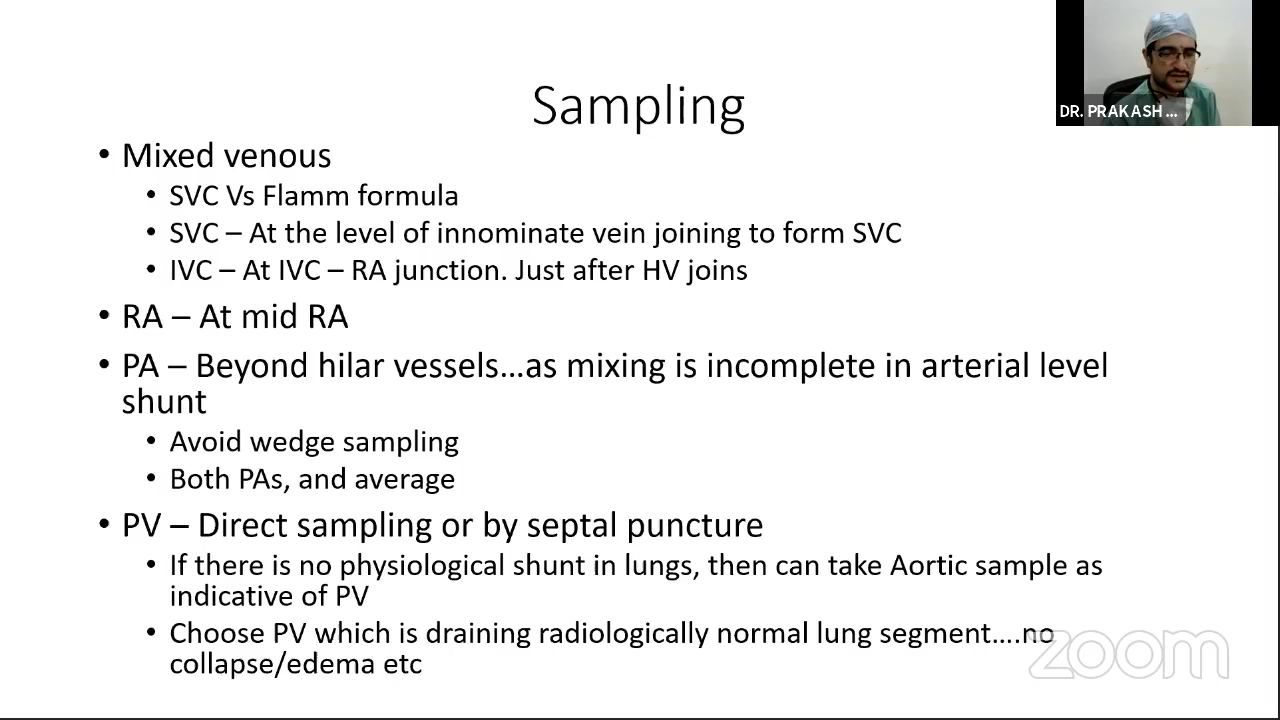 Sampling
DR. PRAKASH ...
• Mixed venous
• SVC Vs Flamm formula
• SVC – At the level of innominate vein joining to form SVC
• IVC – At IVC – RA junction. Just after HV joins
• RA – At mid RA
• PA – Beyond hilar vessels...as mixing is incomplete in arterial level
shunt
• Avoid wedge sampling
• Both PAs, and average
• PV – Direct sampling or by septal puncture
• If there is no physiological shunt in lungs, then can take Aortic sample as
indicative of PV
• Choose PV which is draining radiologically normal lung segment....no
collapse/edema etc
zoom